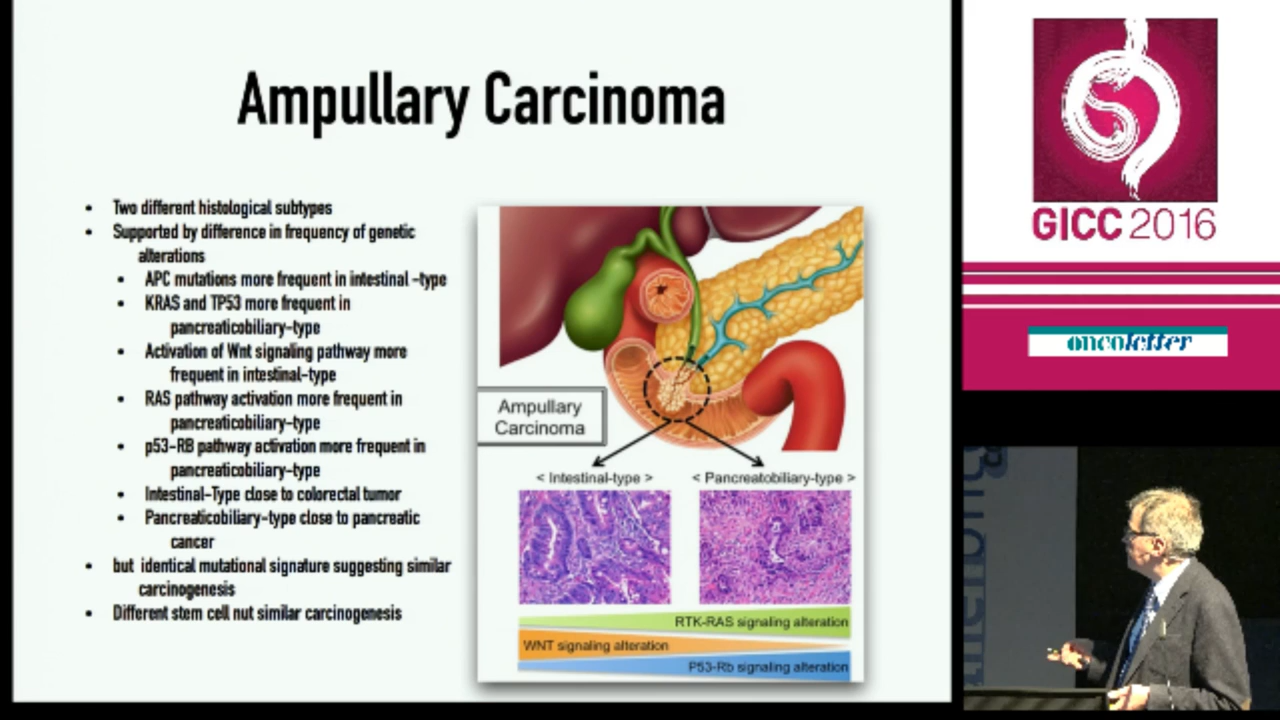 Ampullary Carcinoma
Two different histological subtypes
Supported by difference in frequency of genetic
alterations
APC mutations more frequent in intestinal -type
KRAS and TP53 more frequent in
pancreaticobiliary-type
Activation of Wnt signaling pathway more
frequent in intestinal-type
RAS pathway activation more frequent in
pancreaticobiliary-type
p53-RB pathway activation more frequent in
pancreaticobiliary-type
Intestinal-Type close to colorectal tumor
Pancreaticobiliary-type close to pancreatic
cancer
but identical mutational signature suggesting similar
carcinogenesis
Different stem cell nut similar carcinogenesis
Ampullary
Carcinoma
< Intestinal-type >
< Pancreatobiliary-type >
RTK-RAS signaling alteration
WNT signaling alteration
P53-Rb signaling alteration
GICC 2016
oncoletter